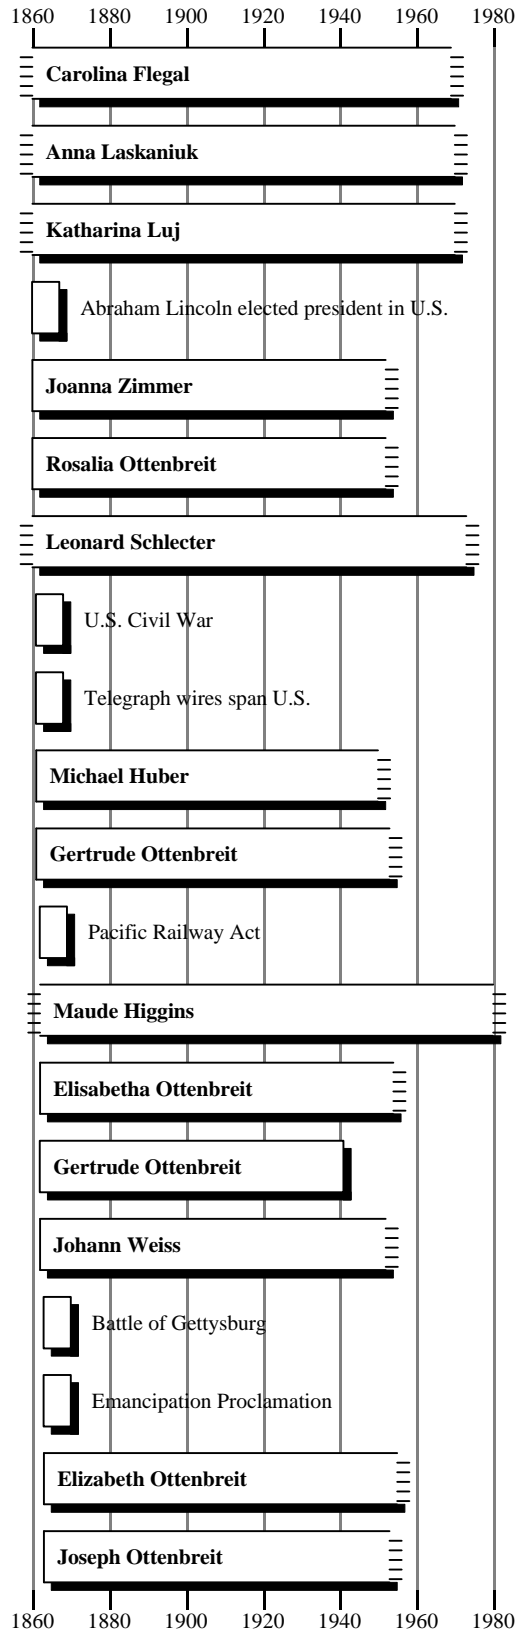 1860 1880 1900 1920 1940 1960 1980
Carolina Flegal
Anna Laskaniuk
Katharina Luj
Abraham Lincoln elected president in U.S.
Joanna Zimmer
Rosalia Ottenbreit
Leonard Schlecter
U.S. Civil War
Telegraph wires span U.S.
Michael Huber
Gertrude Ottenbreit
Pacific Railway Act
Maude Higgins
Elisabetha Ottenbreit
Gertrude Ottenbreit
Johann Weiss
Battle of Gettysburg
Emancipation Proclamation
Elizabeth Ottenbreit
Joseph Ottenbreit
1860 1880 1900 1920 1940 1960 1980